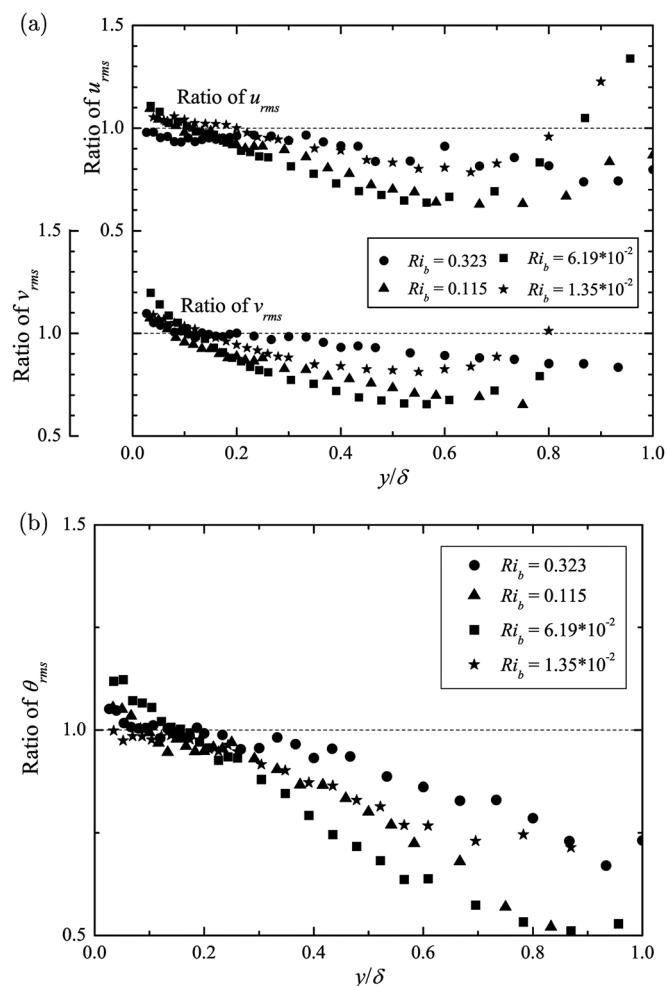 (a)
1.5
1.0
0.5
Ratio of u_rms
Ratio of u_rms
1.5
1.0
0.5
Ratio of v_rms
Ratio of v_rms
Ri_b = 0.323
Ri_b = 6.19*10^-2
Ri_b = 0.115
Ri_b = 1.35*10^-2
0.0 0.2 0.4 0.6 0.8 1.0
y/δ
(b)
1.5
1.0
0.5
Ratio of θ_rms
Ri_b = 0.323
Ri_b = 0.115
Ri_b = 6.19*10^-2
Ri_b = 1.35*10^-2
0.0 0.2 0.4 0.6 0.8 1.0
y/δ